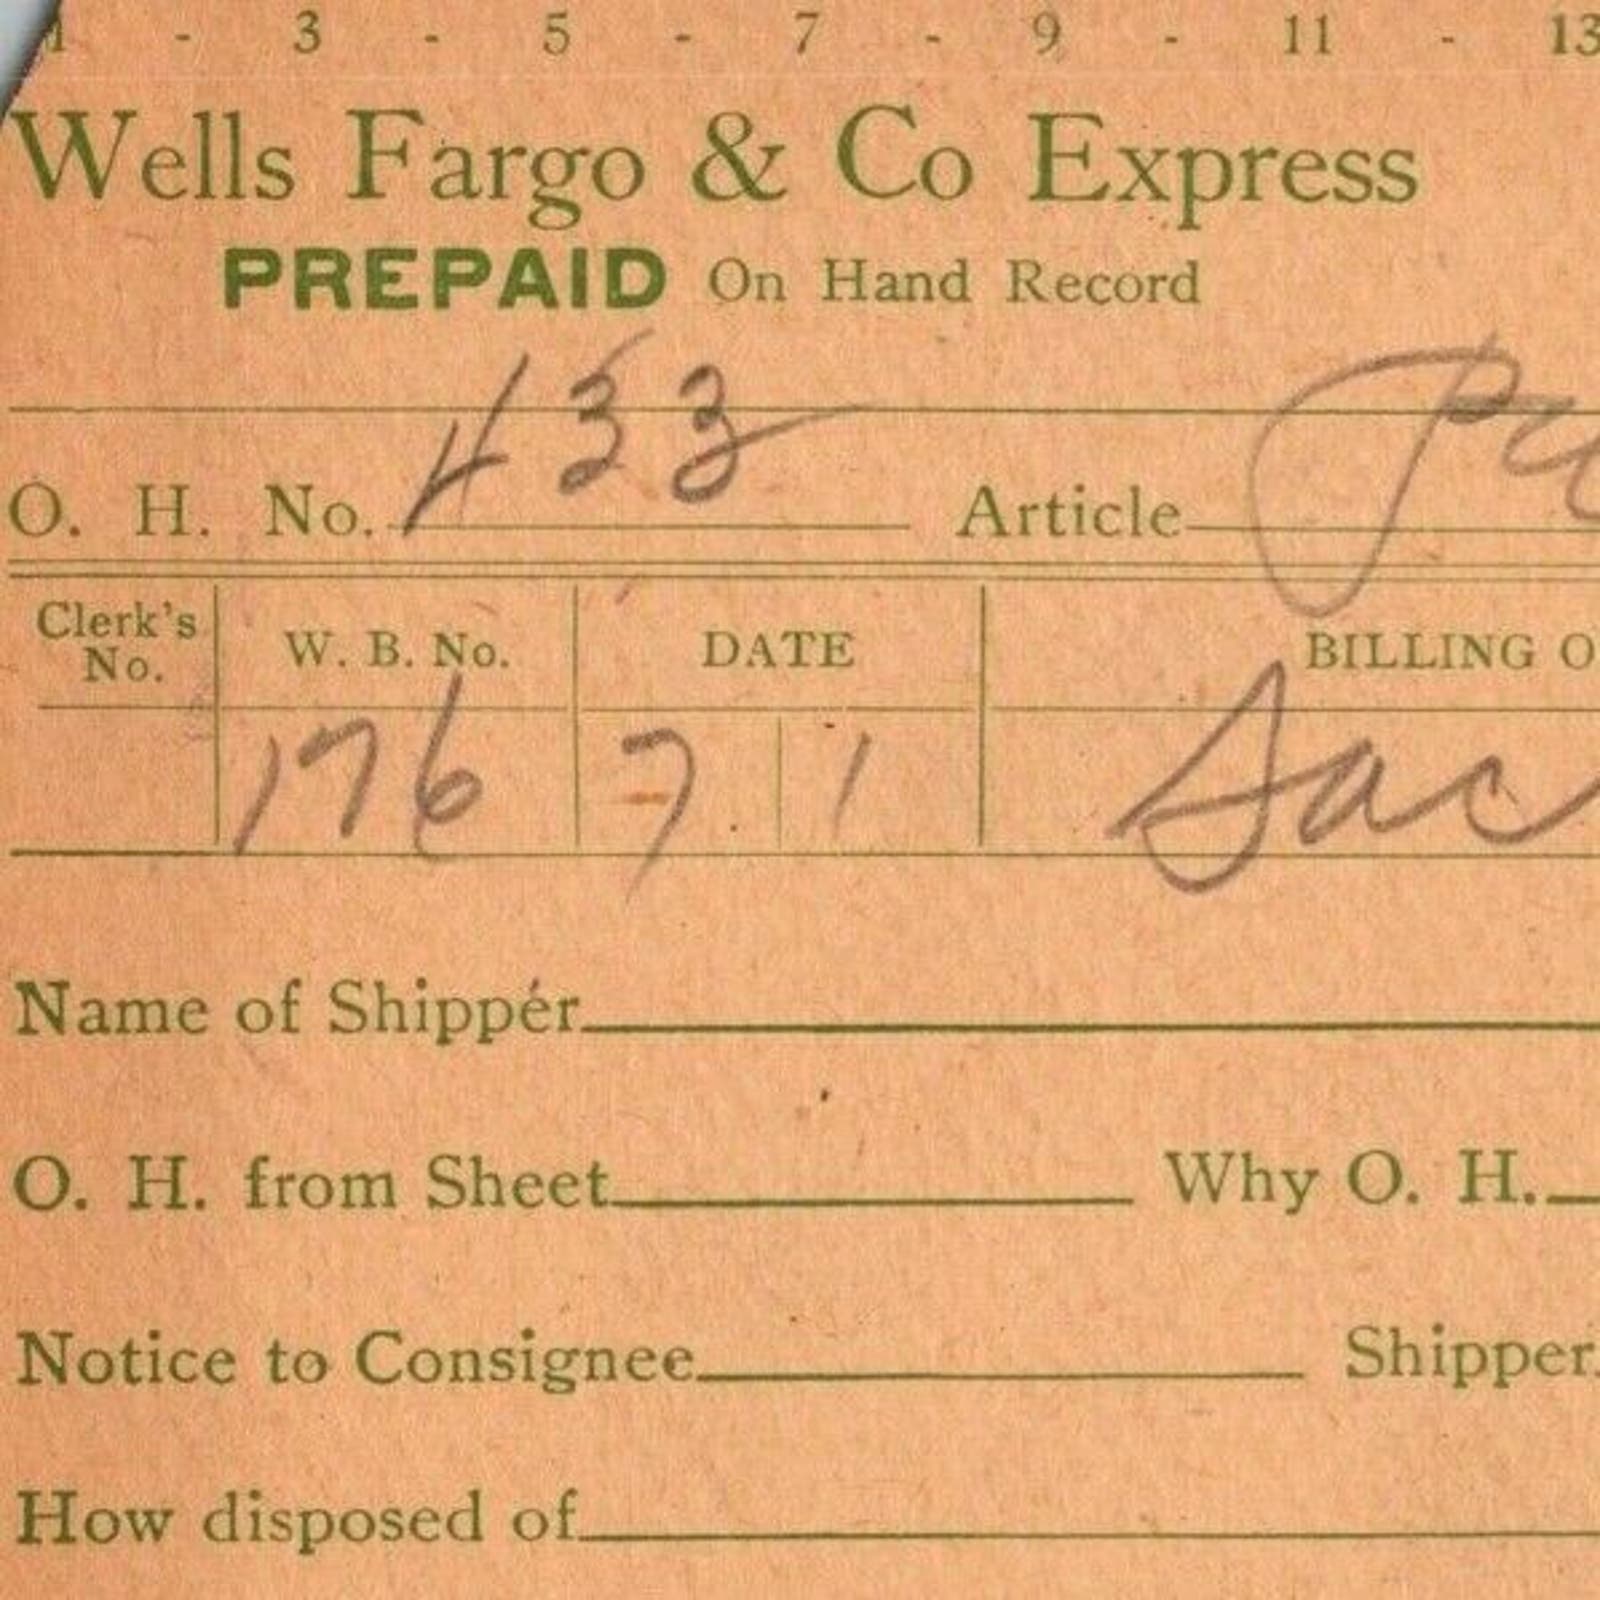 1 - 3 - 5 - 7 - 9 - 11 - 13
Wells Fargo & Co Express
PREPAID On Hand Record
O. H. No. 433 Article
Clerk's No. W. B. No. DATE BILLING O
176 7 1 Sac
Name of Shipper
O. H. from Sheet Why O. H.
Notice to Consignee Shipper
How disposed of